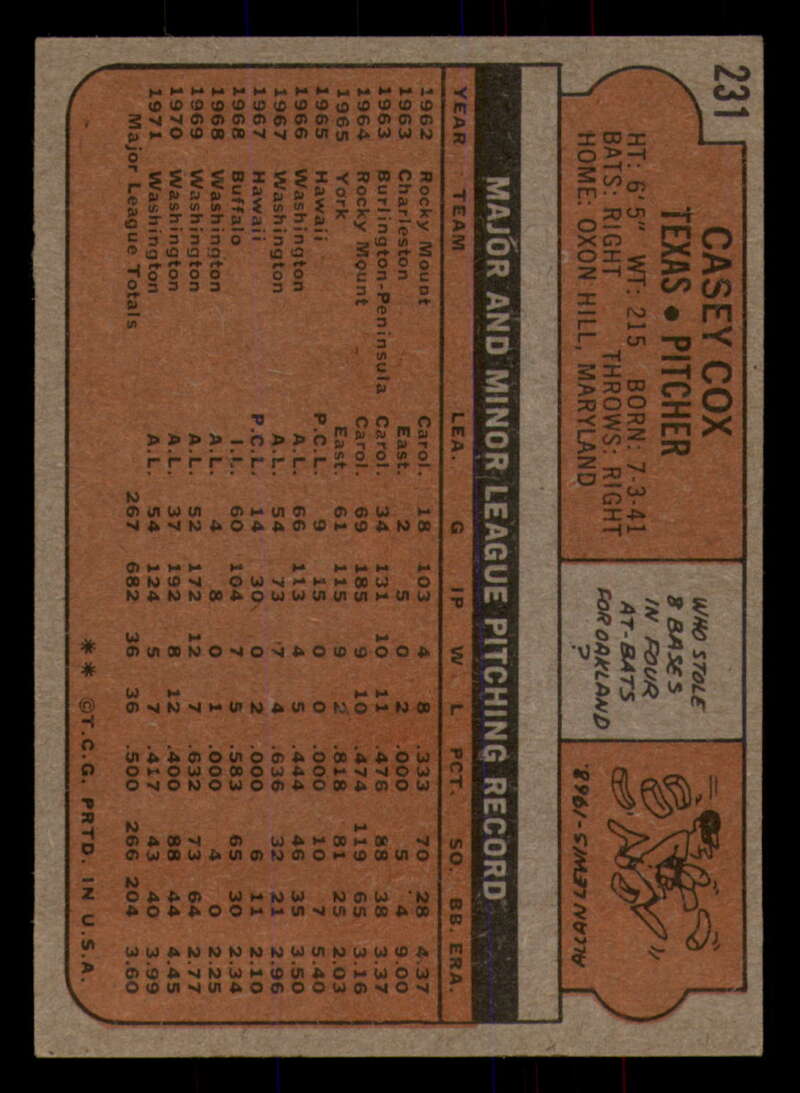 231
CASEY COX
TEXAS • PITCHER
HT: 6'5" WT: 215 BORN: 7-3-41
BATS: RIGHT THROWS: RIGHT
HOME: OXON HILL, MARYLAND
WHO STOLE
8 BASES
IN FOUR
AT-BATS
FOR OAKLAND
?
ALLAN LEWIS-1968.
MAJOR AND MINOR LEAGUE PITCHING RECORD
YEAR TEAM LEA. G IP W L PCT. SO. BB. ERA.
1962 Rocky Mount Carol. 18 103 4 8 .333 70 28 4.37
1963 Charleston East. 2 5 0 2 .000 5 4 9.00
1963 Burlington-Peninsula Carol. 34 131 10 11 .476 88 38 3.37
1964 Rocky Mount Carol. 69 185 9 10 .474 119 65 3.16
1965 York East. 61 115 9 2 .818 81 25 2.03
1965 Hawaii P.C.L. 9 15 0 0 .000 10 7 5.40
1966 Washington A.L. 66 113 4 5 .444 46 35 3.50
1967 Washington A.L. 54 73 7 4 .636 32 21 2.96
1967 Hawaii P.C.L. 14 30 0 2 .000 6 11 2.10
1968 Buffalo I.L. 60 104 7 5 .583 65 30 2.34
1968 Washington A.L. 4 8 0 1 .000 4 0 2.25
1969 Washington A.L. 52 172 12 7 .632 73 64 2.77
1970 Washington A.L. 37 192 8 12 .400 88 44 4.45
1971 Washington A.L. 54 124 5 7 .417 43 40 3.99
Major League Totals 267 682 36 36 .500 266 204 3.60
** ©T.C.G. PRTD. IN U.S.A.